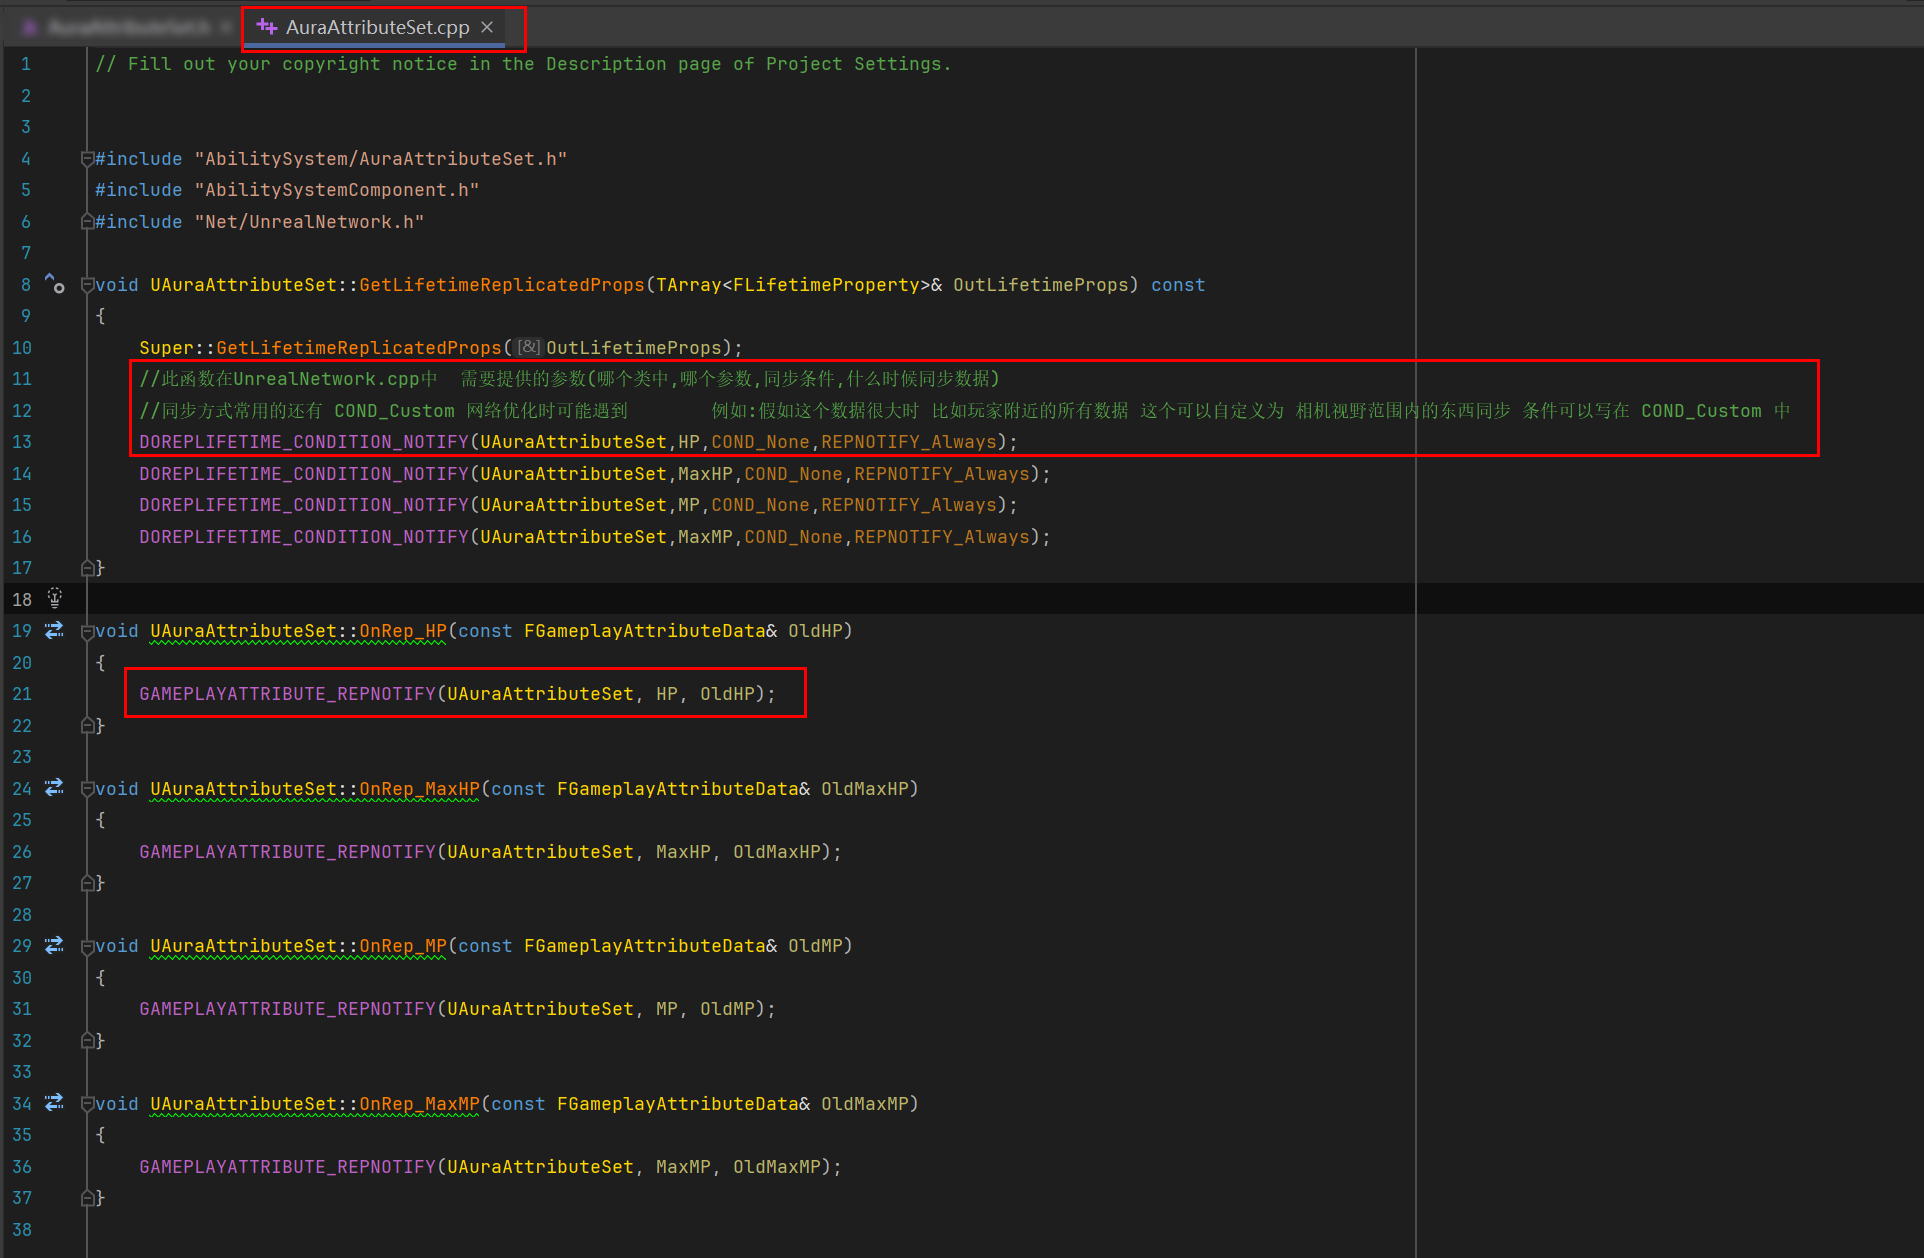 AuraAttributeSet.h AuraAttributeSet.cpp
1 // Fill out your copyright notice in the Description page of Project Settings.
2
3
4 #include "AbilitySystem/AuraAttributeSet.h"
5 #include "AbilitySystemComponent.h"
6 #include "Net/UnrealNetwork.h"
7
8 void UAuraAttributeSet::GetLifetimeReplicatedProps(TArray<FLifetimeProperty>& OutLifetimeProps) const
9 {
10 Super::GetLifetimeReplicatedProps([&]OutLifetimeProps);
11 //此函数在UnrealNetwork.cpp中 需要提供的参数(哪个类中,哪个参数,同步条件,什么时候同步数据)
12 //同步方式常用的还有 COND_Custom 网络优化时可能遇到 例如:假如这个数据很大时 比如玩家附近的所有数据 这个可以自定义为 相机视野范围内的东西同步 条件可以写在 COND_Custom 中
13 DOREPLIFETIME_CONDITION_NOTIFY(UAuraAttributeSet,HP,COND_None,REPNOTIFY_Always);
14 DOREPLIFETIME_CONDITION_NOTIFY(UAuraAttributeSet,MaxHP,COND_None,REPNOTIFY_Always);
15 DOREPLIFETIME_CONDITION_NOTIFY(UAuraAttributeSet,MP,COND_None,REPNOTIFY_Always);
16 DOREPLIFETIME_CONDITION_NOTIFY(UAuraAttributeSet,MaxMP,COND_None,REPNOTIFY_Always);
17 }
18
19 void UAuraAttributeSet::OnRep_HP(const FGameplayAttributeData& OldHP)
20 {
21 GAMEPLAYATTRIBUTE_REPNOTIFY(UAuraAttributeSet, HP, OldHP);
22 }
23
24 void UAuraAttributeSet::OnRep_MaxHP(const FGameplayAttributeData& OldMaxHP)
25 {
26 GAMEPLAYATTRIBUTE_REPNOTIFY(UAuraAttributeSet, MaxHP, OldMaxHP);
27 }
28
29 void UAuraAttributeSet::OnRep_MP(const FGameplayAttributeData& OldMP)
30 {
31 GAMEPLAYATTRIBUTE_REPNOTIFY(UAuraAttributeSet, MP, OldMP);
32 }
33
34 void UAuraAttributeSet::OnRep_MaxMP(const FGameplayAttributeData& OldMaxMP)
35 {
36 GAMEPLAYATTRIBUTE_REPNOTIFY(UAuraAttributeSet, MaxMP, OldMaxMP);
37 }
38